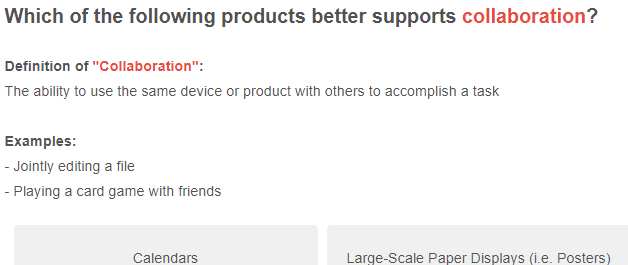 Which of the following products better supports collaboration?
Definition of "Collaboration":
The ability to use the same device or product with others to accomplish a task
Examples:
- Jointly editing a file
- Playing a card game with friends
Calendars
Large-Scale Paper Displays (i.e. Posters)